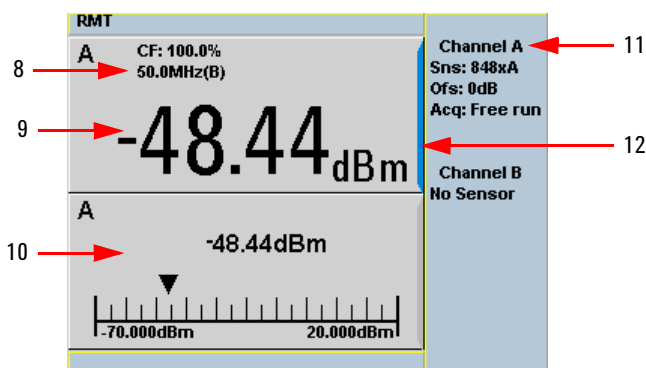 RMT
A
CF: 100.0%
50.0MHz(B)
-48.44dBm
A
-48.44dBm
-70.000dBm 20.000dBm
Channel A
Sns: 848xA
Ofs: 0dB
Acq: Free run
Channel B
No Sensor
8
9
10
11
12